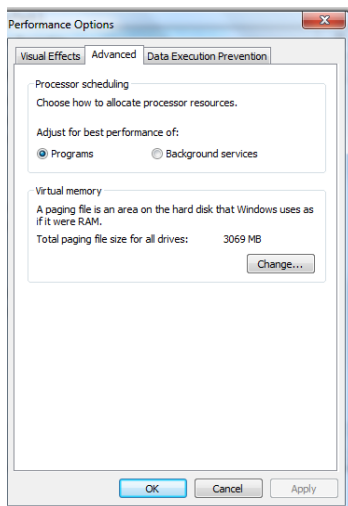 Performance Options
Visual Effects Advanced Data Execution Prevention
Processor scheduling
Choose how to allocate processor resources.
Adjust for best performance of:
Programs Background services
Virtual memory
A paging file is an area on the hard disk that Windows uses as
if it were RAM.
Total paging file size for all drives: 3069 MB
Change...
OK Cancel Apply